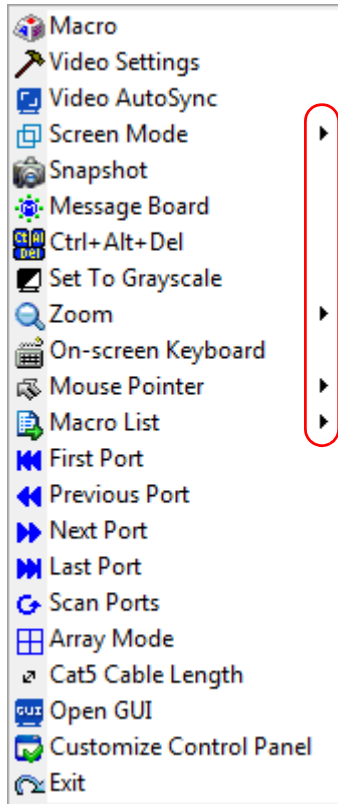 Macro
Video Settings
Video AutoSync
Screen Mode
Snapshot
Message Board
Ctrl+Alt+Del
Set To Grayscale
Zoom
On-screen Keyboard
Mouse Pointer
Macro List
First Port
Previous Port
Next Port
Last Port
Scan Ports
Array Mode
Cat5 Cable Length
GUI Open GUI
Customize Control Panel
Exit